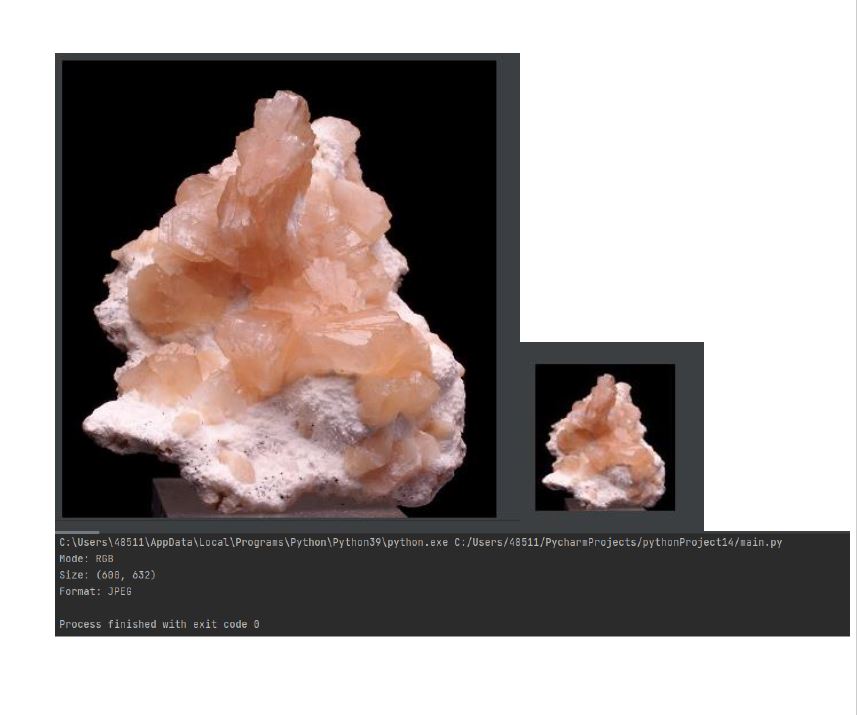 C:\Users\48511\AppData\Local\Programs\Python\Python39\python.exe C:/Users/48511/PycharmProjects/pythonProject14/main.py
Mode: RGB
Size: (600, 632)
Format: JPEG
Process finished with exit code 0